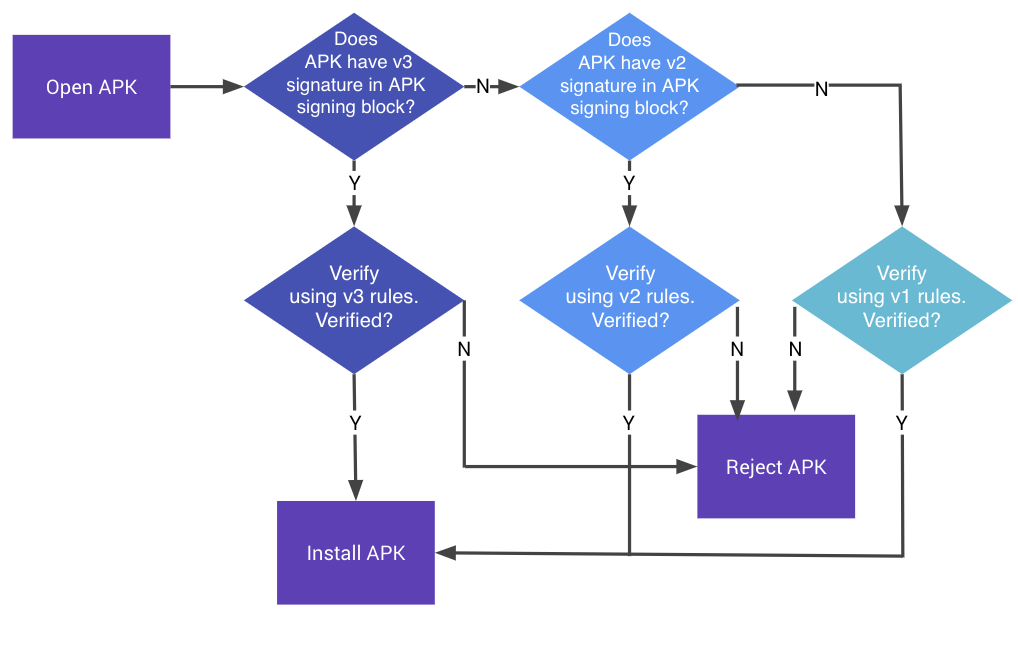 Open APK
Does
APK have v3
signature in APK
signing block?
N
Does
APK have v2
signature in APK
signing block?
N
Y
Y
Verify
using v3 rules.
Verified?
Verify
using v2 rules.
Verified?
Verify
using v1 rules.
Verified?
N
N
N
Y
Y
Y
Reject APK
Install APK